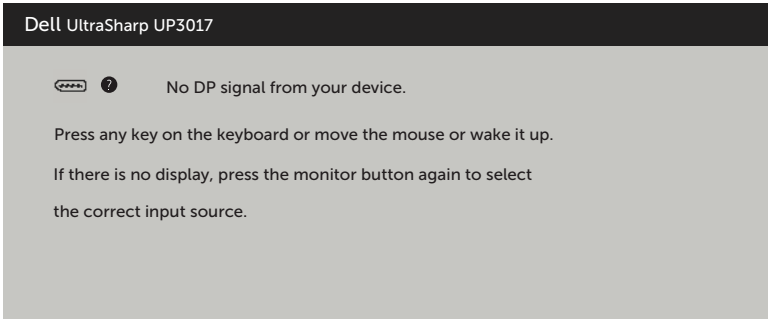 Dell UltraSharp UP3017
? No DP signal from your device.
Press any key on the keyboard or move the mouse or wake it up.
If there is no display, press the monitor button again to select
the correct input source.